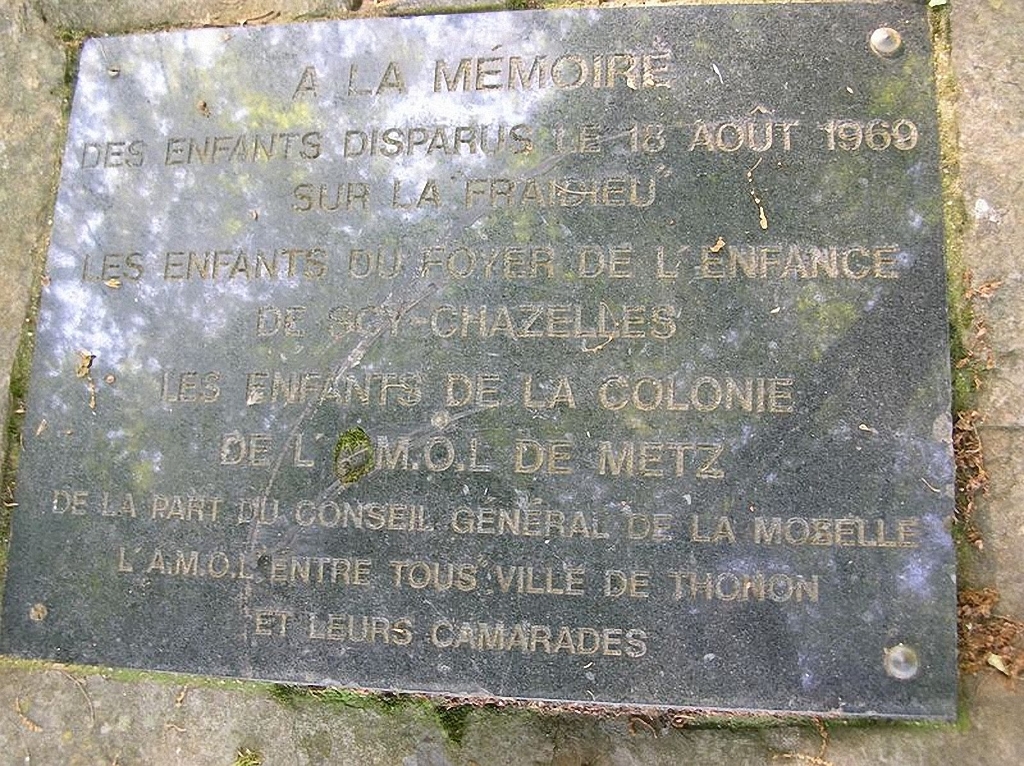 A LA MÉMOIRE
DES ENFANTS DISPARUS LE 18 AOÛT 1969
SUR LA "FRAIDIEU"
LES ENFANTS DU FOYER DE L'ENFANCE
DE SCY-CHAZELLES
LES ENFANTS DE LA COLONIE
DE L'A.M.O.L DE METZ
DE LA PART DU CONSEIL GÉNÉRAL DE LA MOSELLE
L'A.M.O.L "ENTRE TOUS" VILLE DE THONON
ET LEURS CAMARADES